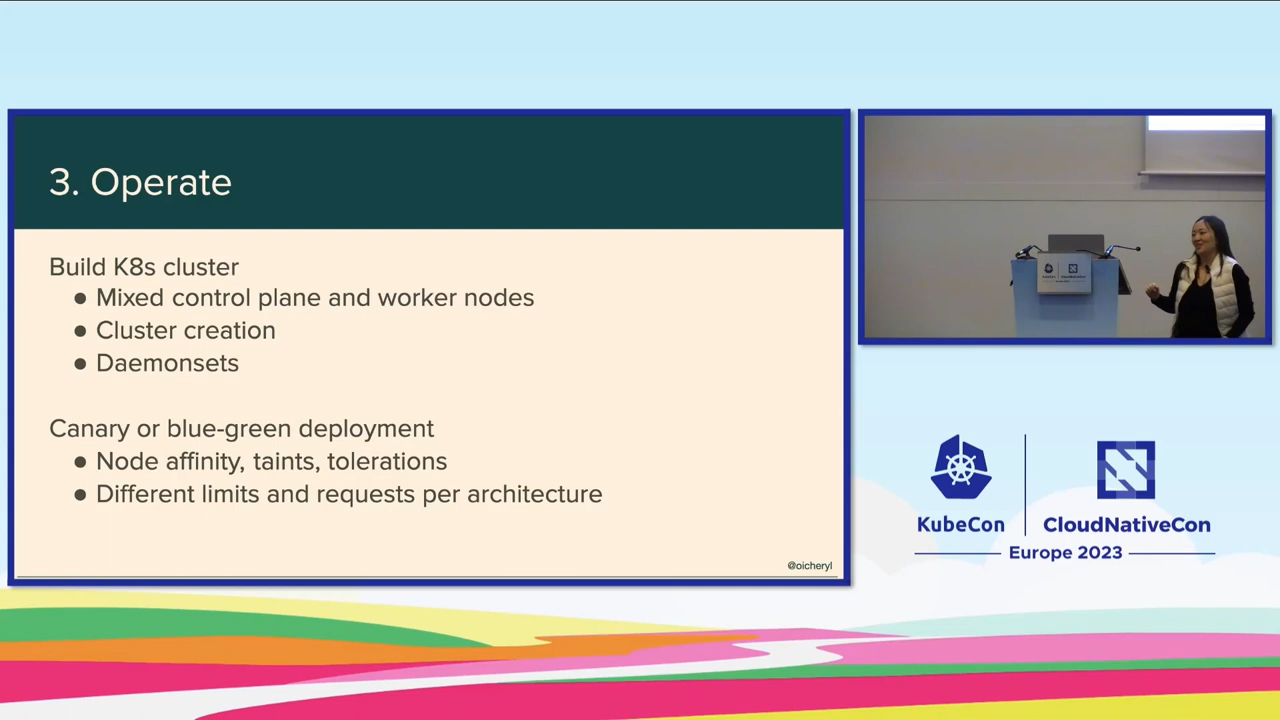 3. Operate
Build K8s cluster
● Mixed control plane and worker nodes
● Cluster creation
● Daemonsets
Canary or blue-green deployment
● Node affinity, taints, tolerations
● Different limits and requests per architecture
@oicheryl
KubeCon
CloudNativeCon
Europe 2023